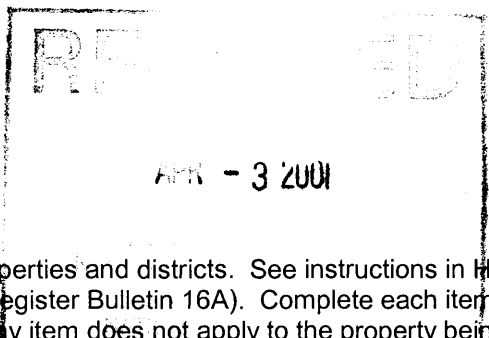 APR - 3 2001
perties and districts. See instructions in H
egister Bulletin 16A). Complete each item
y item does not apply to the property bein